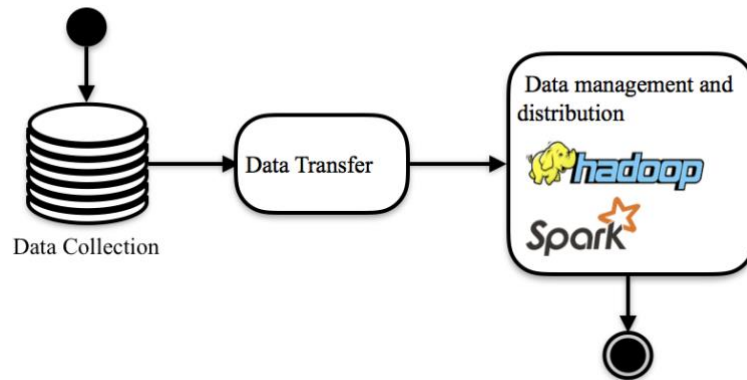 Data Collection
Data Transfer
Data management and
distribution
hadoop
Spark